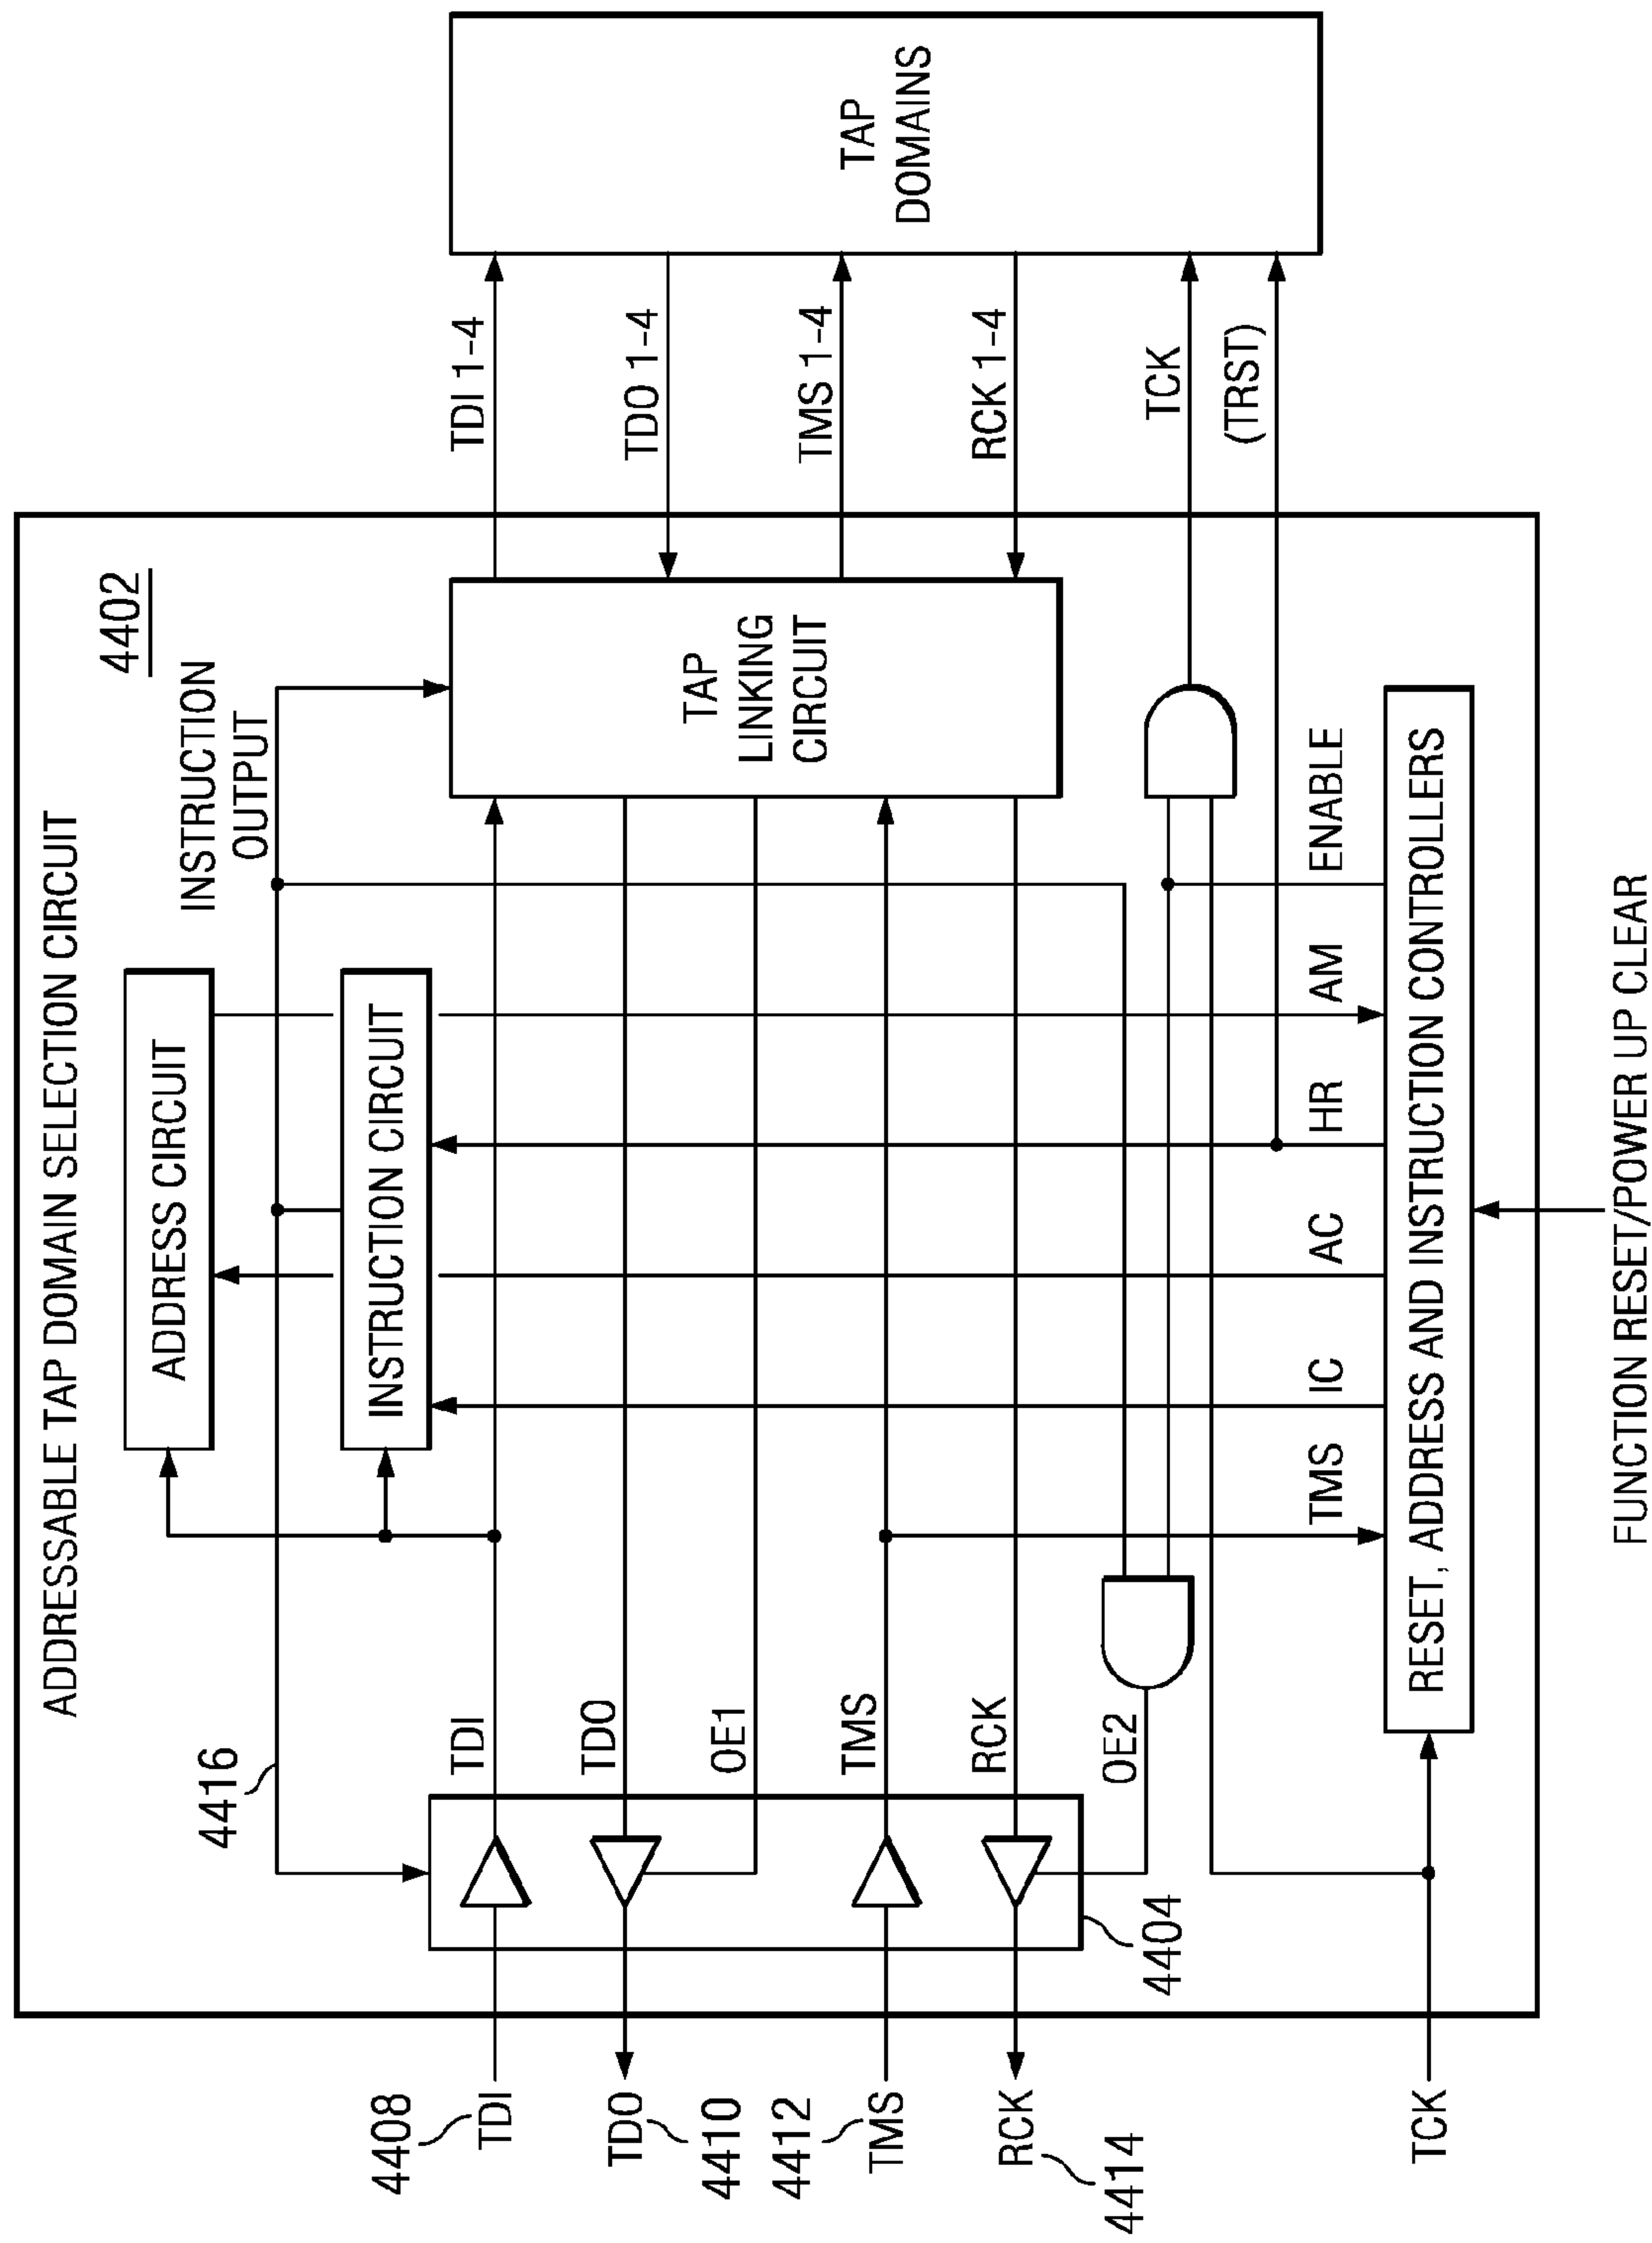 ADDRESSABLE TAP DOMAIN SELECTION CIRCUIT
4402
4416
INSTRUCTION
OUTPUT
ADDRESS CIRCUIT
INSTRUCTION CIRCUIT
4408
TDI
TDI
TDI 1-4
TDO
4410
TDO
TDO 1-4
OE1
4412
TMS
TMS
TMS 1-4
RCK
4414
RCK
RCK 1-4
TAP
LINKING
CIRCUIT
TAP
DOMAINS
OE2
4404
TCK
(TRST)
TMS
IC
AC
HR
AM
ENABLE
TCK
RESET, ADDRESS AND INSTRUCTION CONTROLLERS
FUNCTION RESET/POWER UP CLEAR